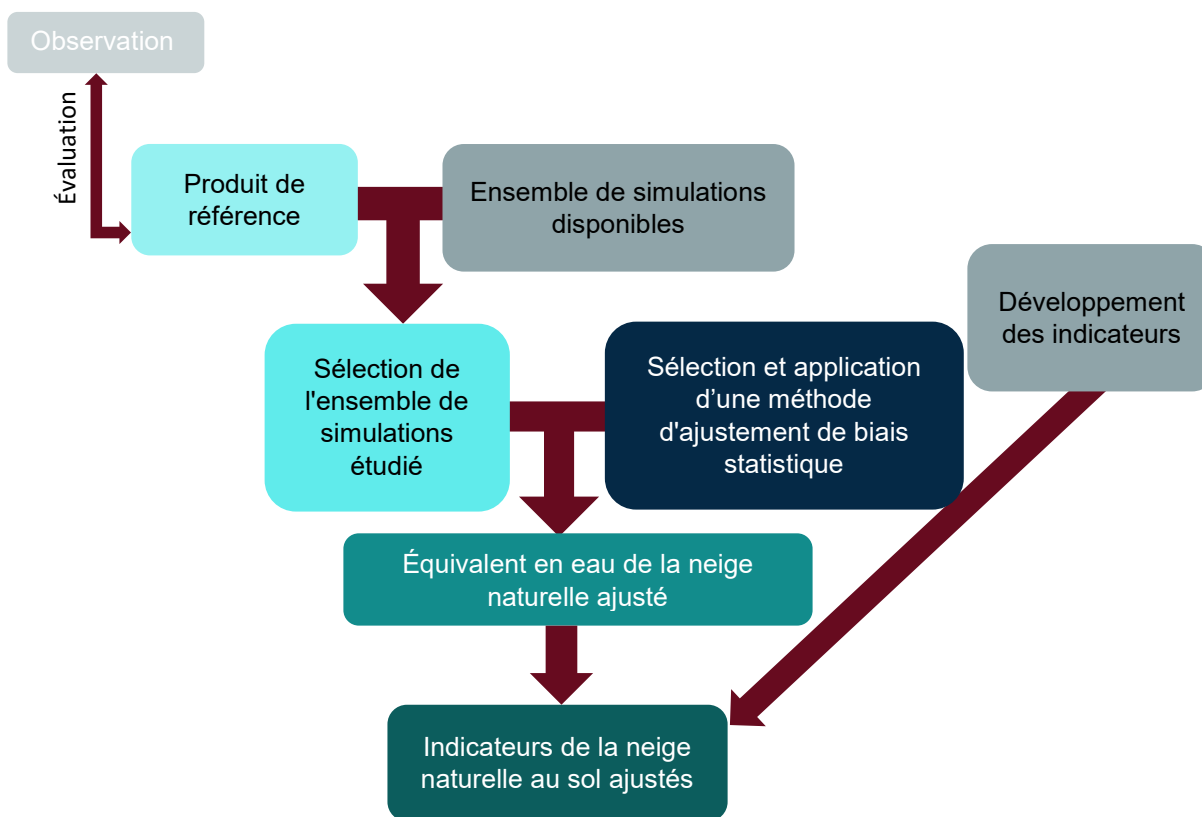 Observation
Évaluation
Produit de
référence
Ensemble de simulations
disponibles
Développement
des indicateurs
Sélection de
l'ensemble de
simulations
étudié
Sélection et application
d’une méthode
d'ajustement de biais
statistique
Équivalent en eau de la neige
naturelle ajusté
Indicateurs de la neige
naturelle au sol ajustés